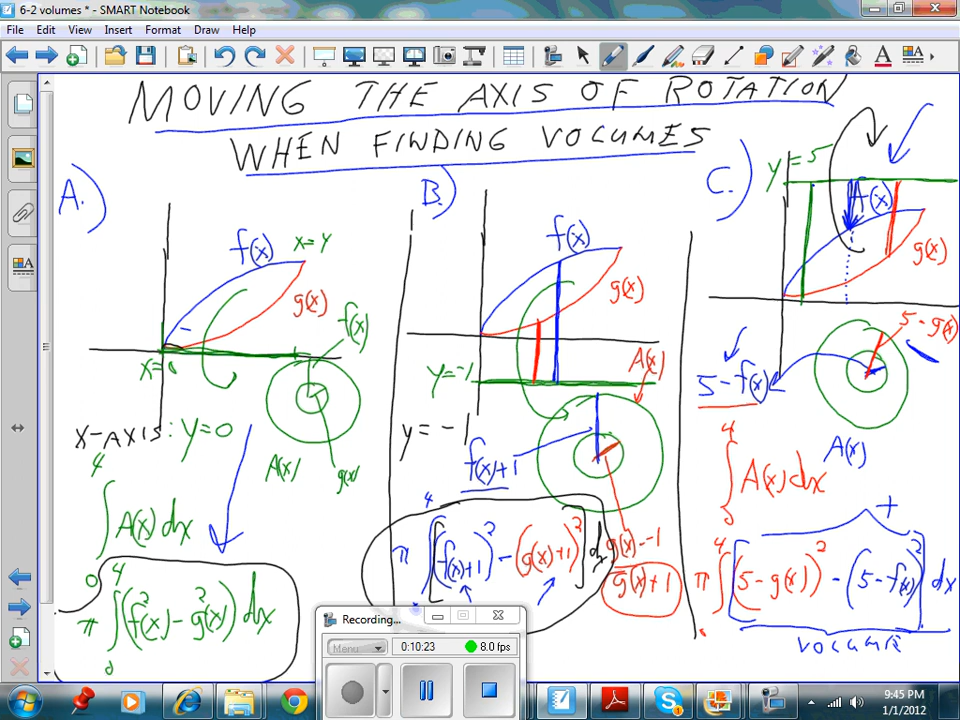 6-2 volumes * - SMART Notebook
File Edit View Insert Format Draw Help
MOVING THE AXIS OF ROTATION
WHEN FINDING VOLUMES
A.)
f(x)
x=y
g(x)
x=0
f(x)
X-AXIS: y=0
A(x)
g(x)
4
∫ A(x) dx
0
4
π ∫ (f²(x) - g²(x)) dx
0
B.)
f(x)
g(x)
y=-1
A(x)
y = -1
f(x)+1
4
π ∫ [(f(x)+1)² - (g(x)+1)²] dx
g(x)--1
g(x)+1
C.)
y=5
f(x)
g(x)
5-g(x)
5-f(x)
A(x)
4
∫ A(x) dx
0
+
4
π ∫ [(5-g(x))² - (5-f(x))²] dx
VOLUME
Recording...
Menu
0:10:23
8.0 fps
9:45 PM
1/1/2012